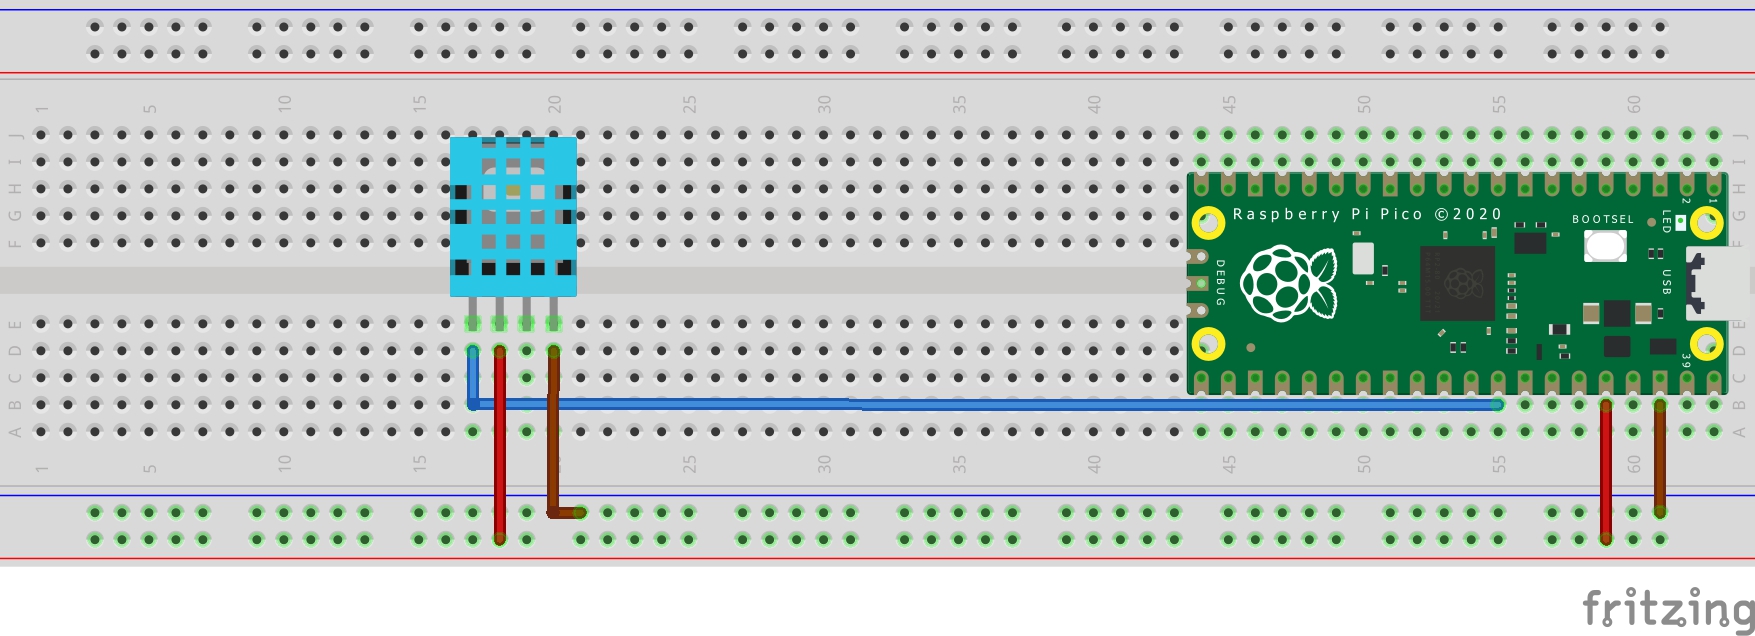 1 5 10 15 20 25 30 35 40 45 50 55 60
J J
I I
H H
G G
F F
2 1
Raspberry Pi Pico ©2020
BOOTSEL
LED
DEBUG
USB
39
E E
D D
C C
B B
A A
1 5 10 15 20 25 30 35 40 45 50 55 60
fritzing